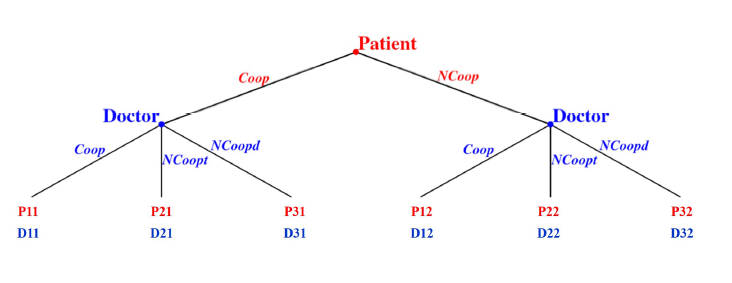 Patient
Coop
NCoop
Doctor
Doctor
Coop
NCoopt
NCoopd
Coop
NCoopt
NCoopd
P11 P21 P31 P12 P22 P32
D11 D21 D31 D12 D22 D32